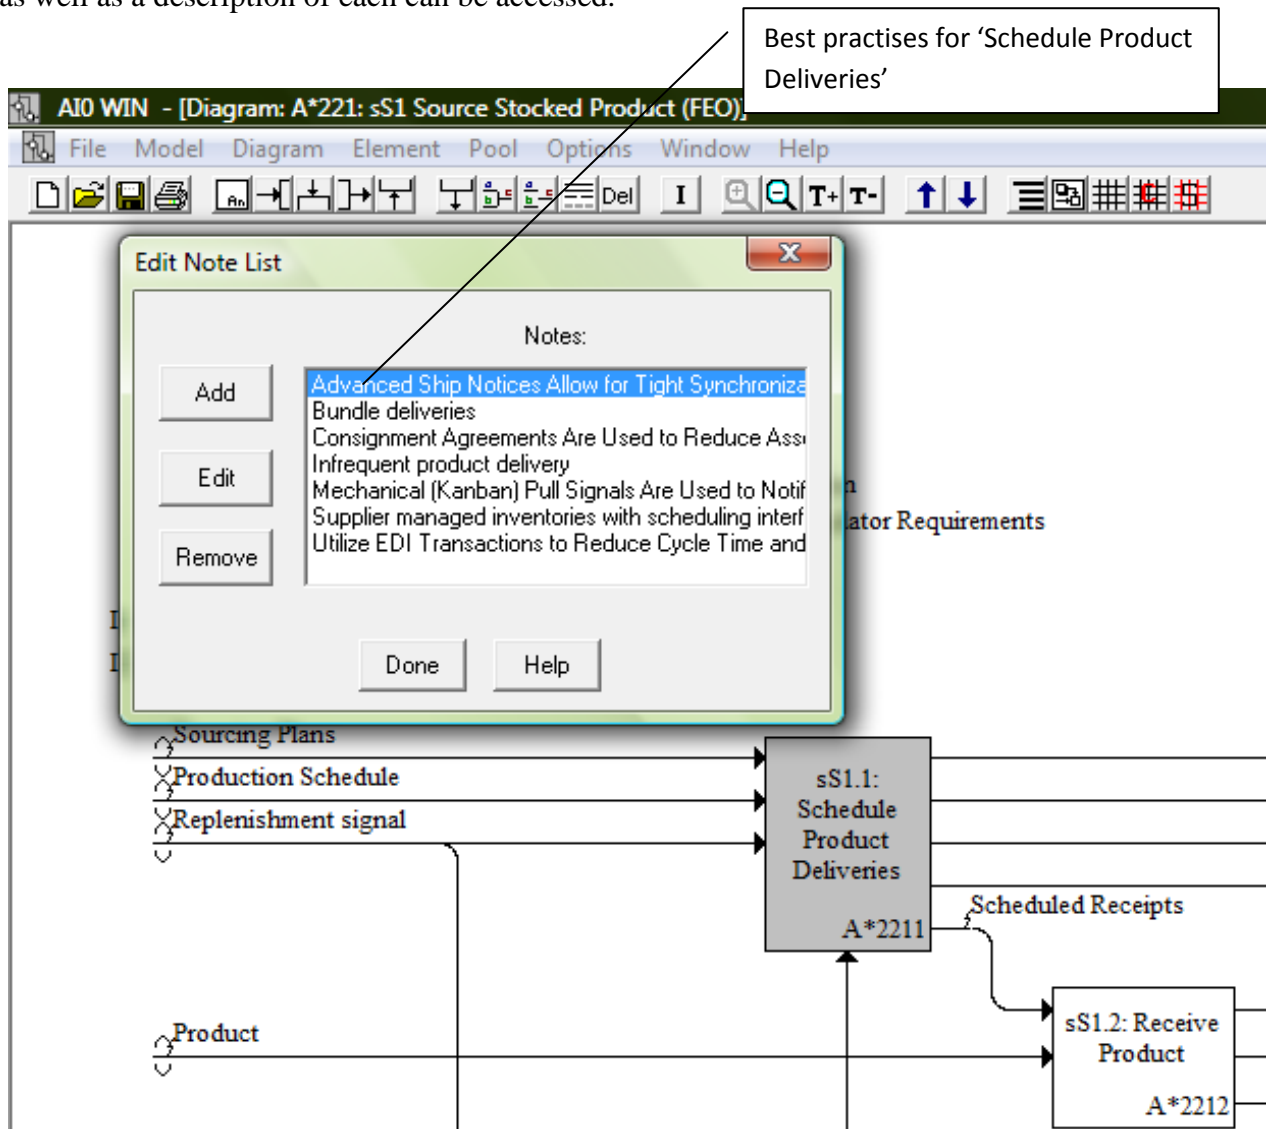 as well as a description of each can be accessed.
Best practises for ‘Schedule Product
Deliveries’
AI0 WIN - [Diagram: A*221: sS1 Source Stocked Product (FEO)]
File Model Diagram Element Pool Options Window Help
Del I T+ T-
Edit Note List
Notes:
Add
Edit
Remove
Advanced Ship Notices Allow for Tight Synchroniza
Bundle deliveries
Consignment Agreements Are Used to Reduce Ass
Infrequent product delivery
Mechanical (Kanban) Pull Signals Are Used to Notif
Supplier managed inventories with scheduling interf
Utilize EDI Transactions to Reduce Cycle Time and
Done Help
n
lator Requirements
I
I
Sourcing Plans
Production Schedule
Replenishment signal
sS1.1:
Schedule
Product
Deliveries
A*2211
Scheduled Receipts
Product
sS1.2: Receive
Product
A*2212